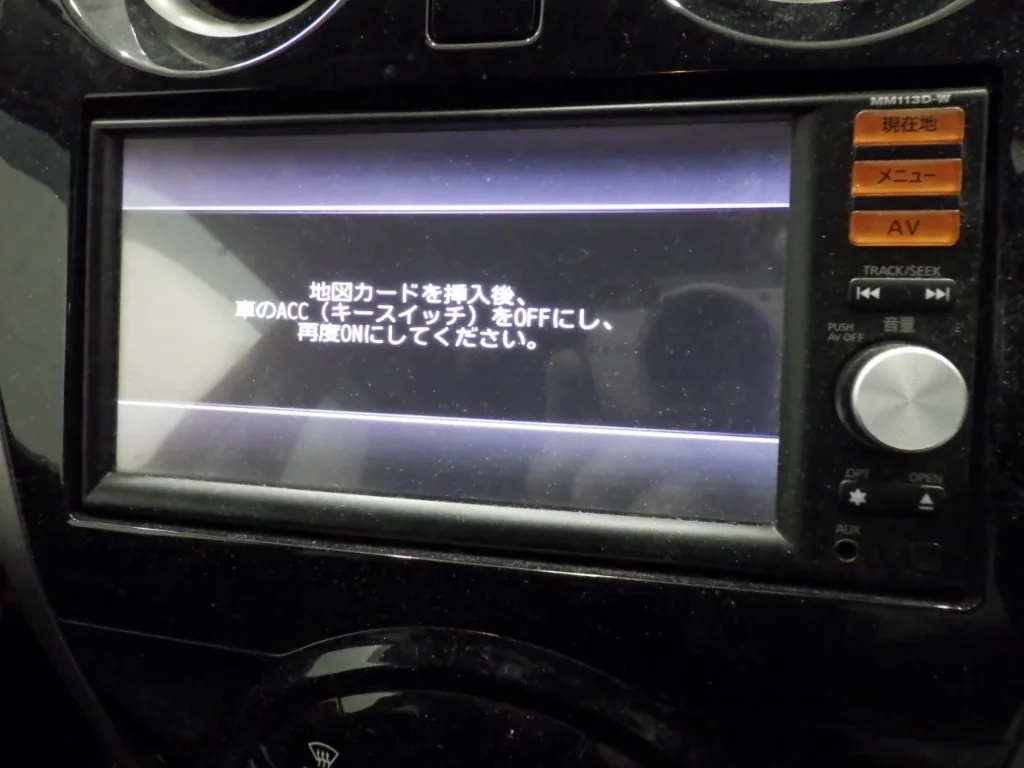 MM113D-W
現在地
メニュー
AV
TRACK/SEEK
地図カードを挿入後、
車のACC（キースイッチ）をOFFにし、
再度ONにしてください。
PUSH
AV OFF
音量
OPEN
AUX